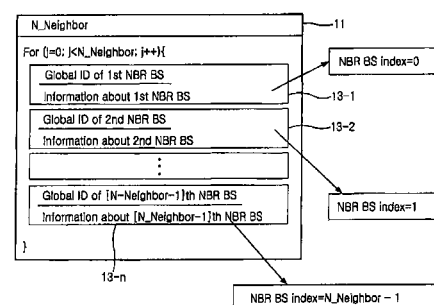 N_Neighbor
11
For (j=0; j<N_Neighbor; j++){
NBR BS index=0
Global ID of 1st NBR BS
Information about 1st NBR BS
13-1
Global ID of 2nd NBR BS
13-2
Information about 2nd NBR BS
Global ID of [N-Neighbor-1]th NBR BS
NBR BS index=1
Information about [N_Neighbor-1]th NBR BS
}
13-n
NBR BS index=N_Neighbor - 1